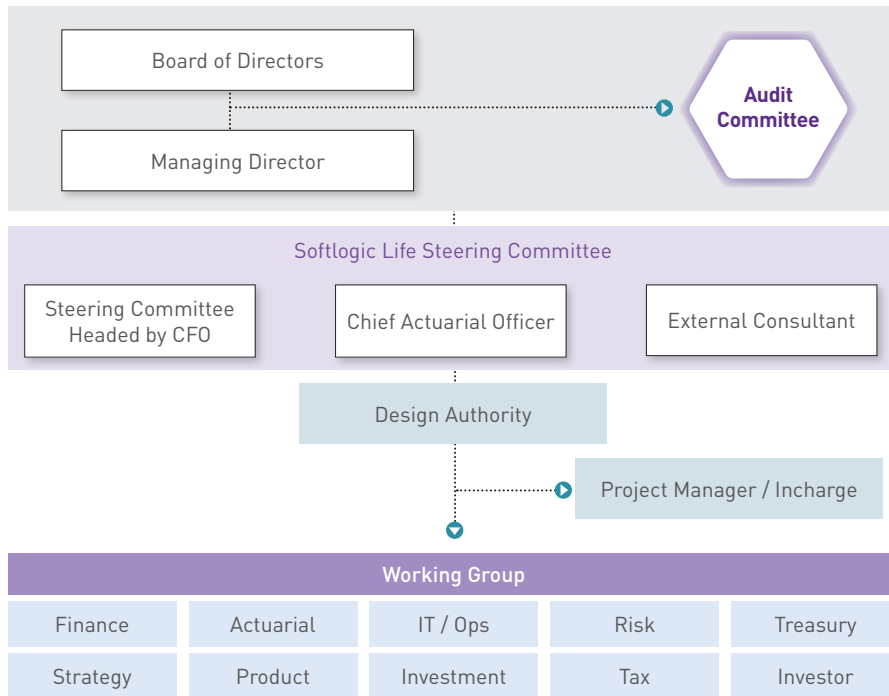 Board of Directors
Audit
Committee
Managing Director
Softlogic Life Steering Committee
Steering Committee
Headed by CFO
Chief Actuarial Officer
External Consultant
Design Authority
Project Manager / Incharge
Working Group
Finance
Actuarial
IT / Ops
Risk
Treasury
Strategy
Product
Investment
Tax
Investor